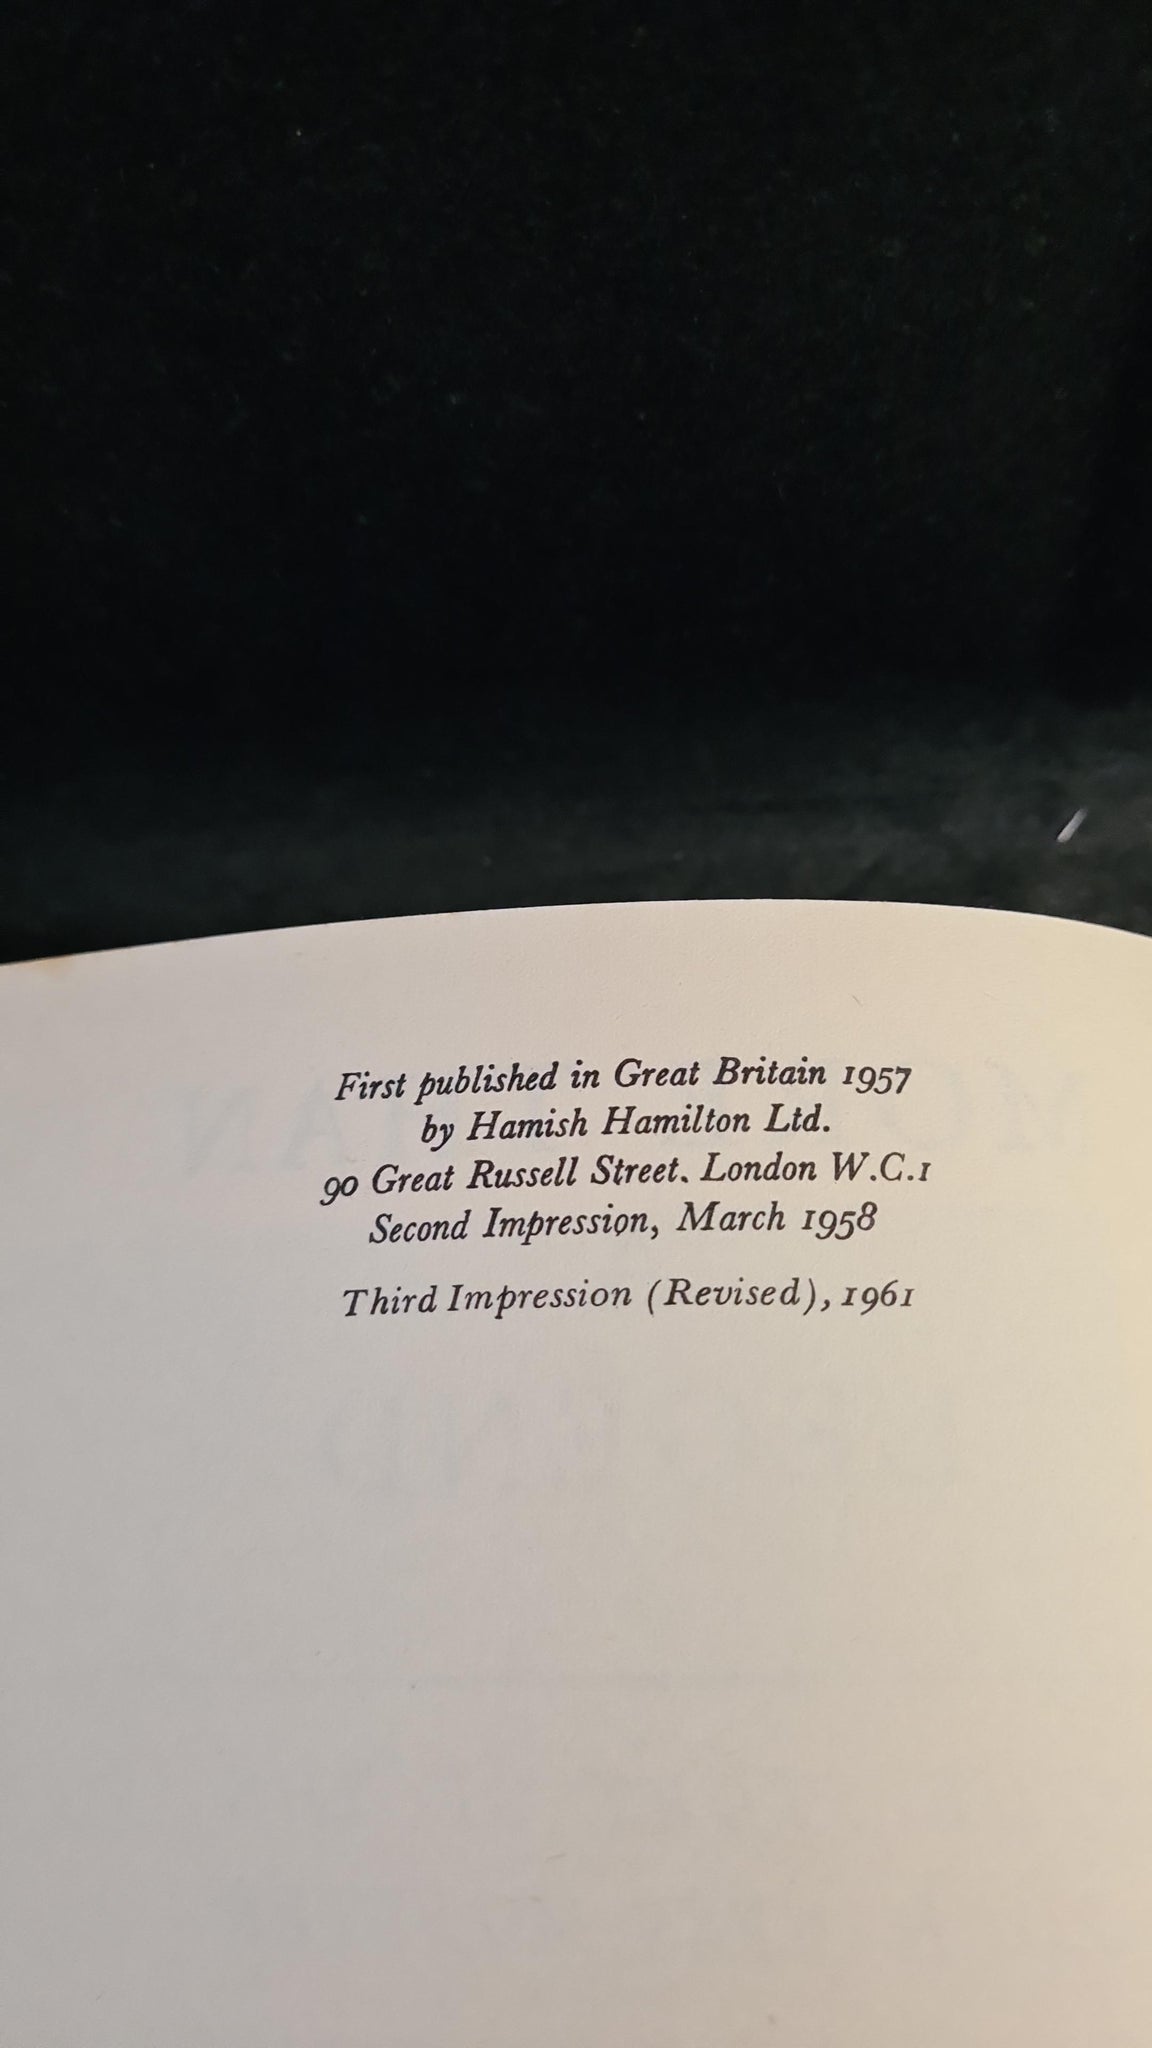 First published in Great Britain 1957
by Hamish Hamilton Ltd.
90 Great Russell Street. London W.C.1
Second Impression, March 1958
Third Impression (Revised), 1961